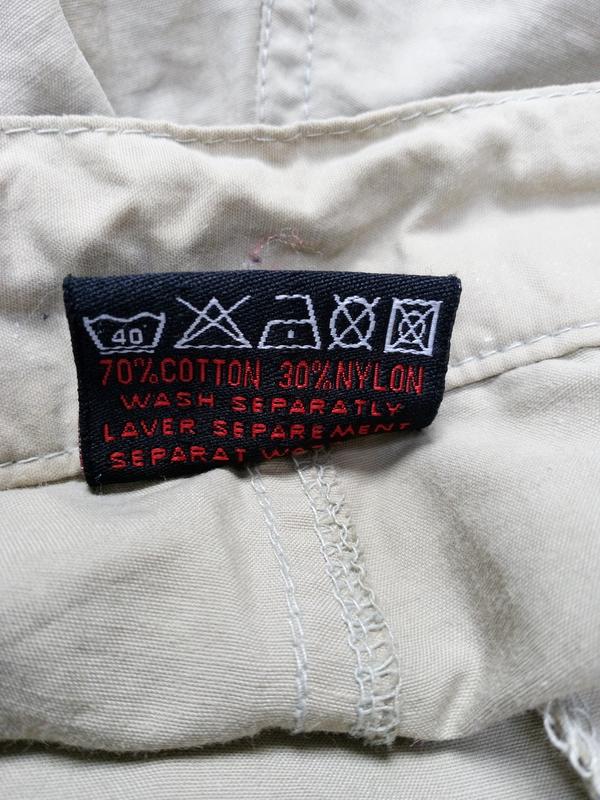 40
70%COTTON 30%NYLON
WASH SEPARATLY
LAVER SEPAREMENT
SEPARAT